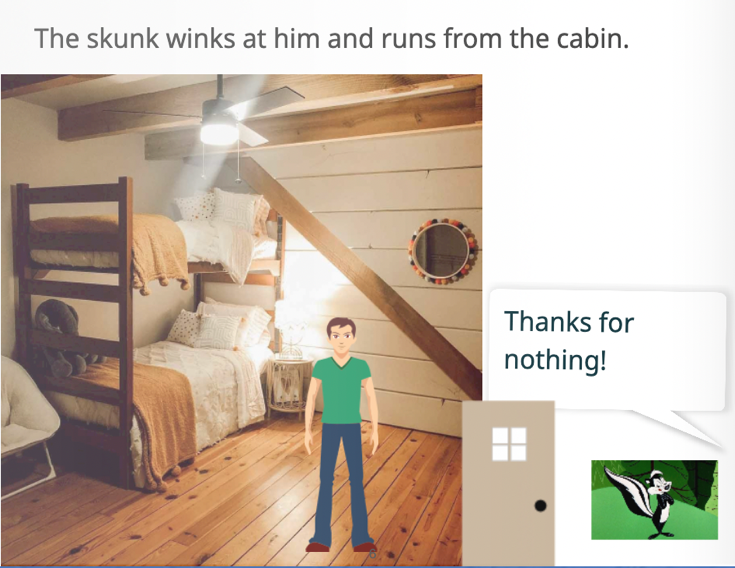 The skunk winks at him and runs from the cabin.
Thanks for
nothing!